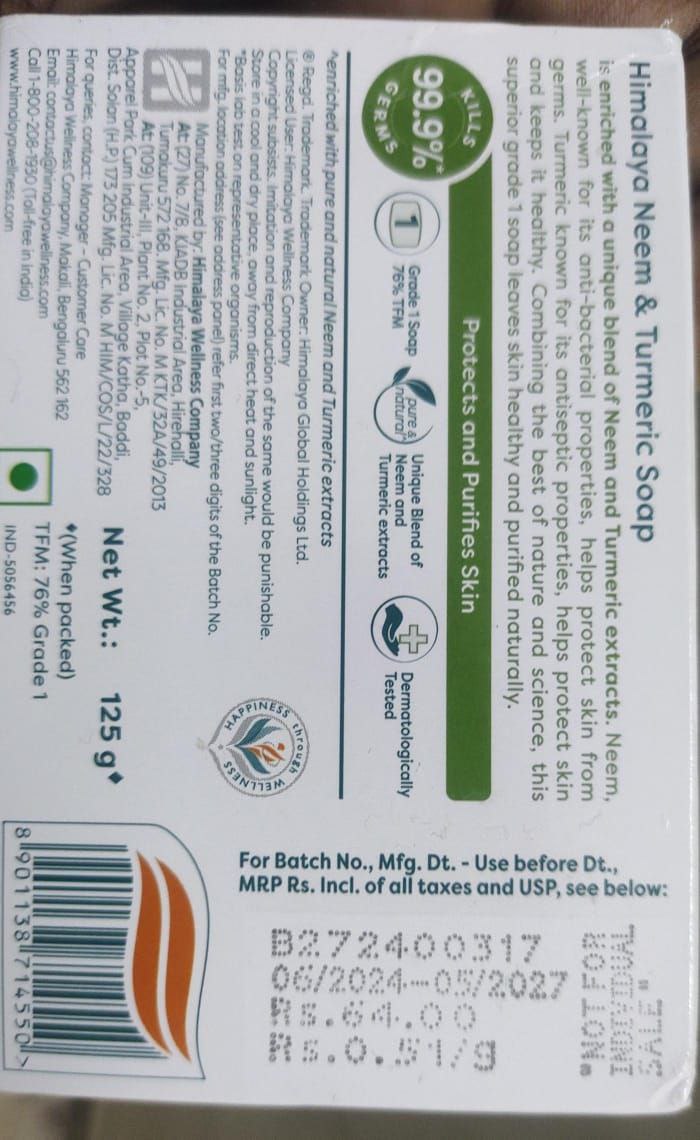 Himalaya Neem & Turmeric Soap
is enriched with a unique blend of Neem and Turmeric extracts. Neem,
well-known for its anti-bacterial properties, helps protect skin from
germs. Turmeric known for its antiseptic properties, helps protect skin
and keeps it healthy. Combining the best of nature and science, this
superior grade 1 soap leaves skin healthy and purified naturally.
KILLS
99.9%*
GERMS
Protects and Purifies Skin
1
Grade 1 Soap
76% TFM
pure &
natural^
Unique Blend of
Neem and
Turmeric extracts
Dermatologically
Tested
^enriched with pure and natural Neem and Turmeric extracts
® Regd. Trademark. Trademark Owner: Himalaya Global Holdings Ltd.
Licensed User: Himalaya Wellness Company
Copyright subsists. Imitation and reproduction of the same would be punishable.
Store in a cool and dry place, away from direct heat and sunlight.
*Basis lab test on representative organisms.
For mfg. location address (see address panel) refer first two/three digits of the Batch No.
Manufactured by: Himalaya Wellness Company
At: (27) No. 7/8, KIADB Industrial Area, Hirehalli,
Tumakuru 572 168. Mfg. Lic. No. M KTK/32A/49/2013
At: (109) Unit-III, Plant No. 2, Plot No.-5,
Apparel Park Cum Industrial Area, Village Katha, Baddi,
Dist. Solan (H.P.) 173 205 Mfg. Lic. No. M HIM/COS/L/22/328
For queries, contact: Manager - Customer Care
Himalaya Wellness Company, Makali, Bengaluru 562 162
Email: contactus@himalayawellness.com
Call 1-800-208-1930 (Toll-free in India)
www.himalayawellness.com
HAPPINESS through WELLNESS
Net Wt.: 125 g♦
♦(When packed)
TFM: 76% Grade 1
IND-5056456
For Batch No., Mfg. Dt. - Use before Dt.,
MRP Rs. Incl. of all taxes and USP, see below:
"NOT FOR
INDIVIDUAL
SALE"
B272400317
06/2024-05/2027
8 901138 714550 >